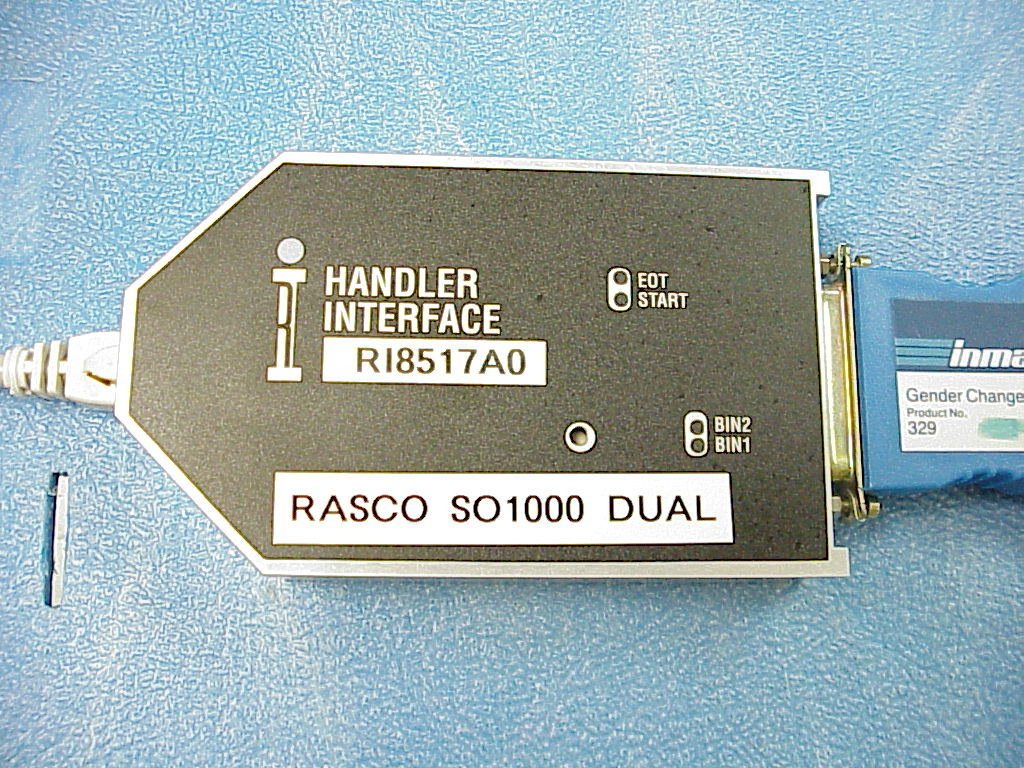 HANDLER
INTERFACE
RI8517A0
EOT
START
BIN2
BIN1
RASCO SO1000 DUAL
Gender Change
Product No.
329